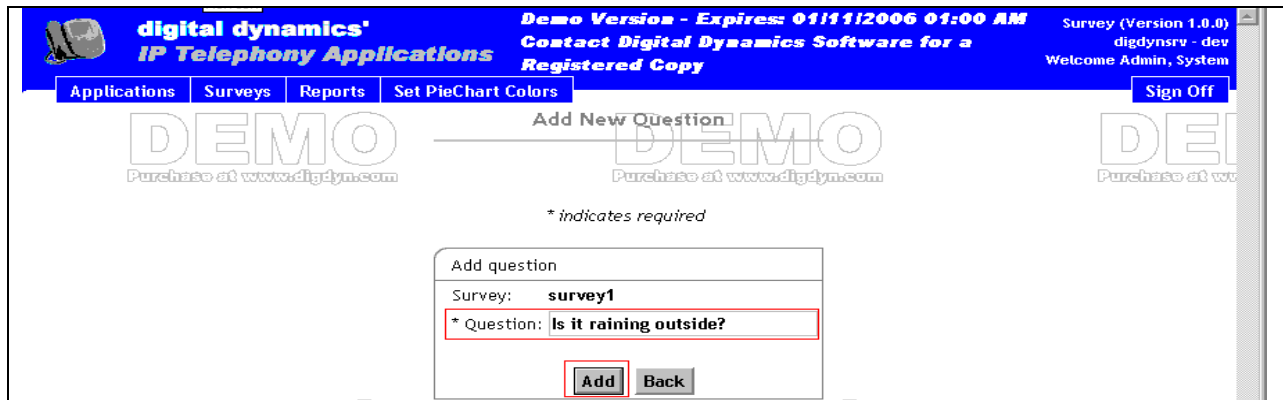 digital dynamics'
IP Telephony Applications
Demo Version - Expires: 01/11/2006 01:00 AM
Contact Digital Dynamics Software for a
Registered Copy
Survey (Version 1.0.0)
digdynsrv - dev
Welcome Admin, System
Applications Surveys Reports Set PieChart Colors Sign Off
Add New Question
DEMO DEMO DE
Purchase at www.digdyn.com Purchase at www.digdyn.com Purchase at
* indicates required
Add question
Survey: survey1
* Question: Is it raining outside?
Add Back